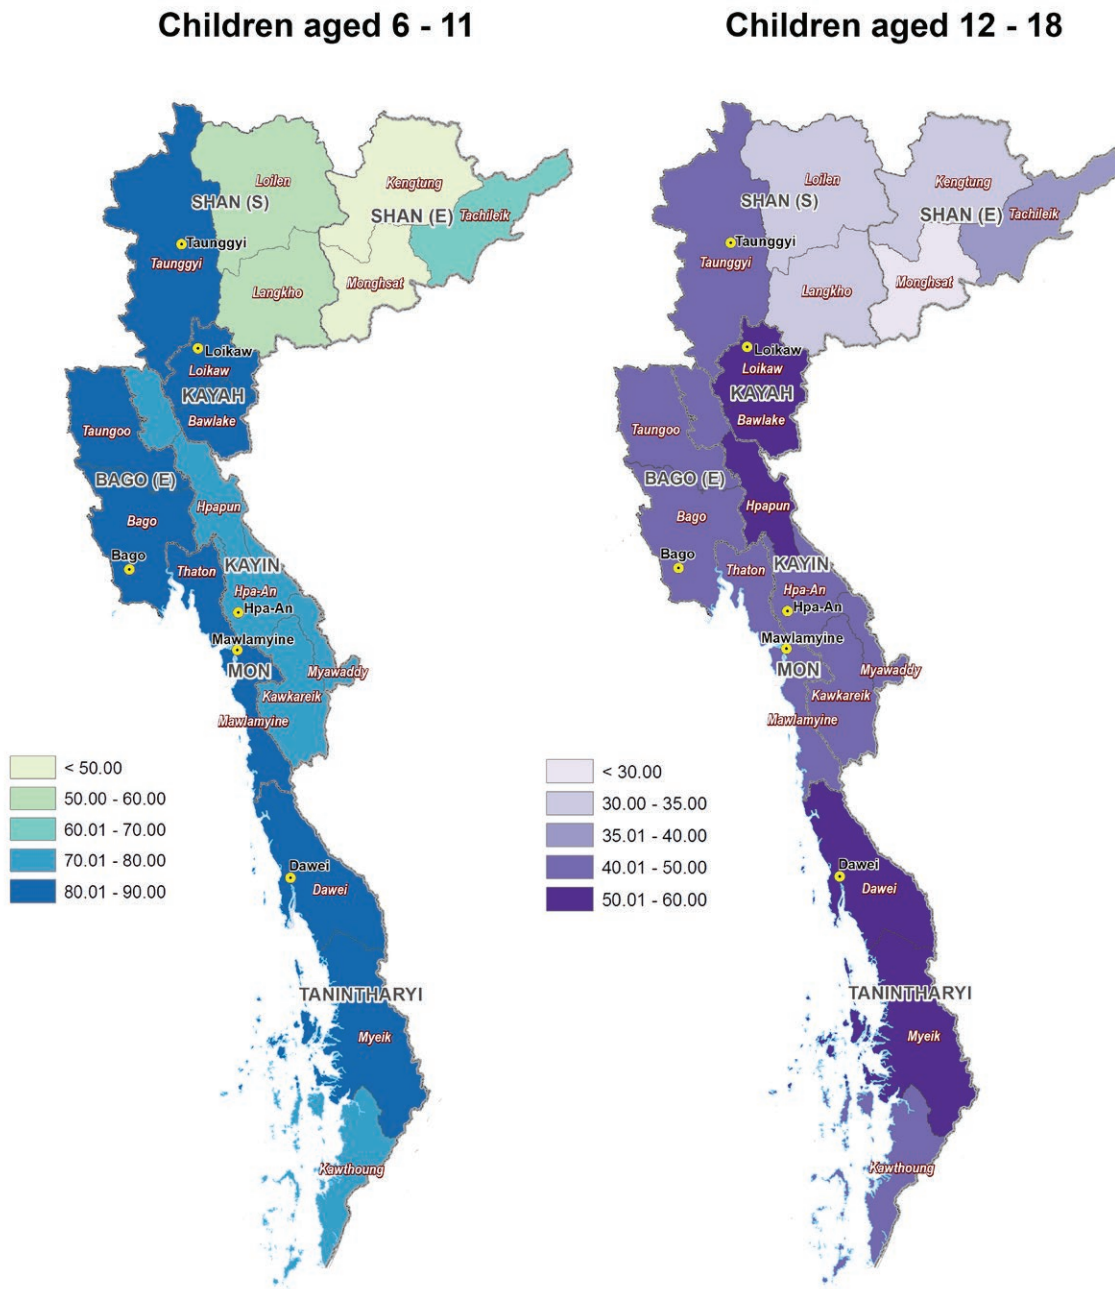 Children aged 6 - 11
Loilen
Kengtung
SHAN (S)
SHAN (E)
Tachileik
Taunggyi
Taunggyi
Langkho
Monghsat
Loikaw
Loikaw
KAYAH
Bawlake
Taungoo
BAGO (E)
Hpapun
Bago
Bago
KAYIN
Thaton
Hpa-An
Hpa-An
Mawlamyine
MON
Myawaddy
Kawkareik
Mawlamyine
< 50.00
50.00 - 60.00
60.01 - 70.00
70.01 - 80.00
80.01 - 90.00
Dawei
Dawei
TANINTHARYI
Myeik
Kawthoung
Children aged 12 - 18
Loilen
Kengtung
SHAN (S)
SHAN (E)
Tachileik
Taunggyi
Taunggyi
Langkho
Monghsat
Loikaw
Loikaw
KAYAH
Bawlake
Taungoo
BAGO (E)
Hpapun
Bago
Bago
KAYIN
Thaton
Hpa-An
Hpa-An
Mawlamyine
MON
Myawaddy
Kawkareik
Mawlamyine
< 30.00
30.00 - 35.00
35.01 - 40.00
40.01 - 50.00
50.01 - 60.00
Dawei
Dawei
TANINTHARYI
Myeik
Kawthoung